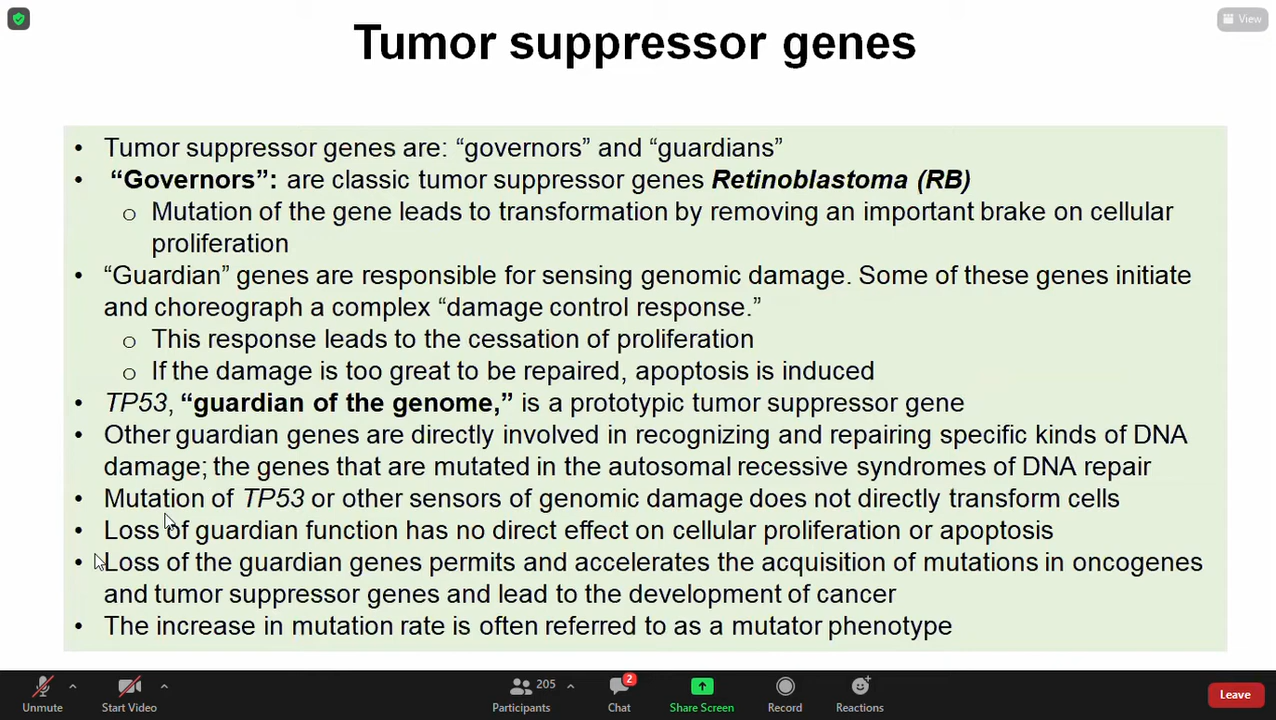 View
Tumor suppressor genes
• Tumor suppressor genes are: “governors” and “guardians”
• “Governors”: are classic tumor suppressor genes Retinoblastoma (RB)
o Mutation of the gene leads to transformation by removing an important brake on cellular
proliferation
• “Guardian” genes are responsible for sensing genomic damage. Some of these genes initiate
and choreograph a complex “damage control response.”
o This response leads to the cessation of proliferation
o If the damage is too great to be repaired, apoptosis is induced
• TP53, “guardian of the genome,” is a prototypic tumor suppressor gene
• Other guardian genes are directly involved in recognizing and repairing specific kinds of DNA
damage; the genes that are mutated in the autosomal recessive syndromes of DNA repair
• Mutation of TP53 or other sensors of genomic damage does not directly transform cells
• Loss of guardian function has no direct effect on cellular proliferation or apoptosis
• Loss of the guardian genes permits and accelerates the acquisition of mutations in oncogenes
and tumor suppressor genes and lead to the development of cancer
• The increase in mutation rate is often referred to as a mutator phenotype
205
2
Unmute Start Video Participants Chat Share Screen Record Reactions Leave